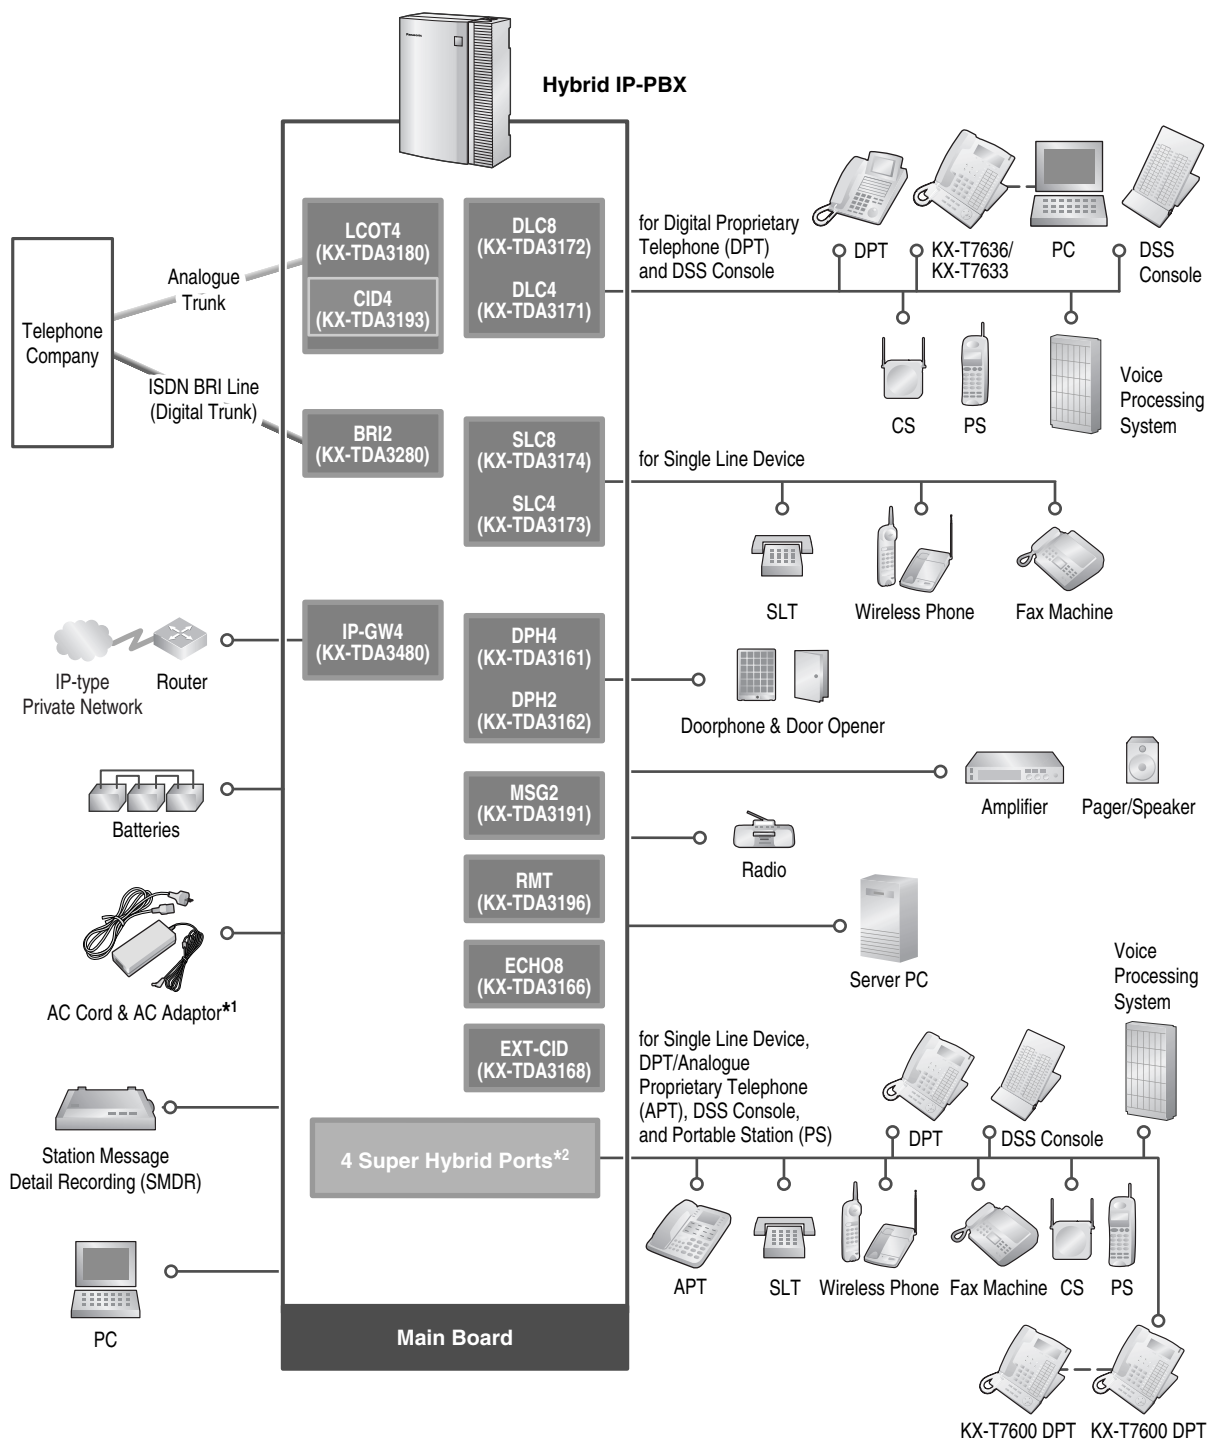 Panasonic
Hybrid IP-PBX
LCOT4
(KX-TDA3180)
CID4
(KX-TDA3193)
DLC8
(KX-TDA3172)
DLC4
(KX-TDA3171)
for Digital Proprietary
Telephone (DPT)
and DSS Console
DPT
KX-T7636/
KX-T7633
PC
DSS
Console
Analogue
Trunk
Telephone
Company
ISDN BRI Line
(Digital Trunk)
CS
PS
Voice
Processing
System
BRI2
(KX-TDA3280)
SLC8
(KX-TDA3174)
SLC4
(KX-TDA3173)
for Single Line Device
SLT
Wireless Phone
Fax Machine
IP-type
Private Network
Router
IP-GW4
(KX-TDA3480)
DPH4
(KX-TDA3161)
DPH2
(KX-TDA3162)
Doorphone & Door Opener
Batteries
MSG2
(KX-TDA3191)
Amplifier
Pager/Speaker
Radio
RMT
(KX-TDA3196)
AC Cord & AC Adaptor*1
ECHO8
(KX-TDA3166)
Server PC
Voice
Processing
System
EXT-CID
(KX-TDA3168)
for Single Line Device,
DPT/Analogue
Proprietary Telephone
(APT), DSS Console,
and Portable Station (PS)
DPT
DSS Console
Station Message
Detail Recording (SMDR)
4 Super Hybrid Ports*2
APT
SLT
Wireless Phone
Fax Machine
CS
PS
PC
Main Board
KX-T7600 DPT
KX-T7600 DPT